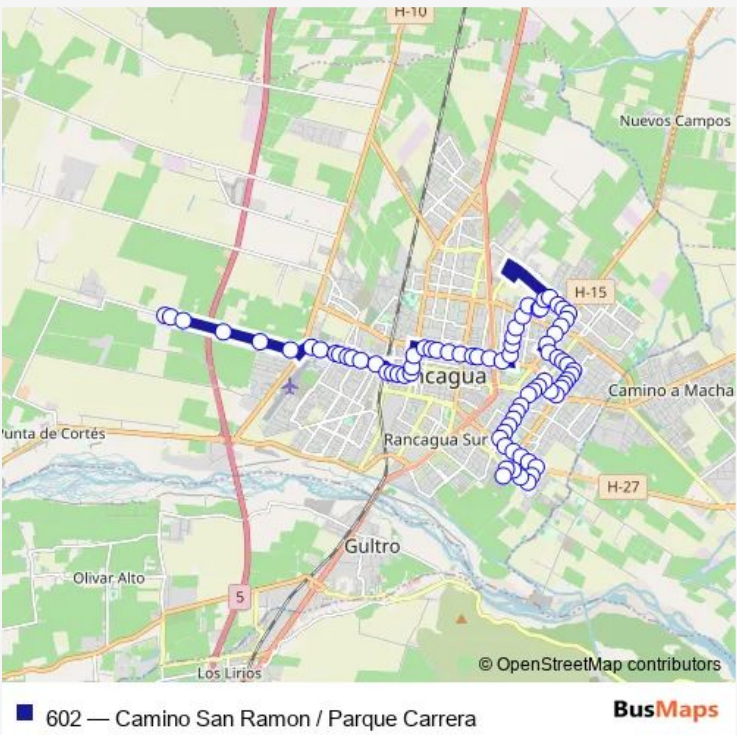 H-10
Nuevos Campos
H-15
ncagua
Camino a Macha
unta de Cortés
Rancagua Sur
H-27
Gultro
Olivar Alto
5
Los Lirios
© OpenStreetMap contributors
602 — Camino San Ramon / Parque Carrera
BusMaps